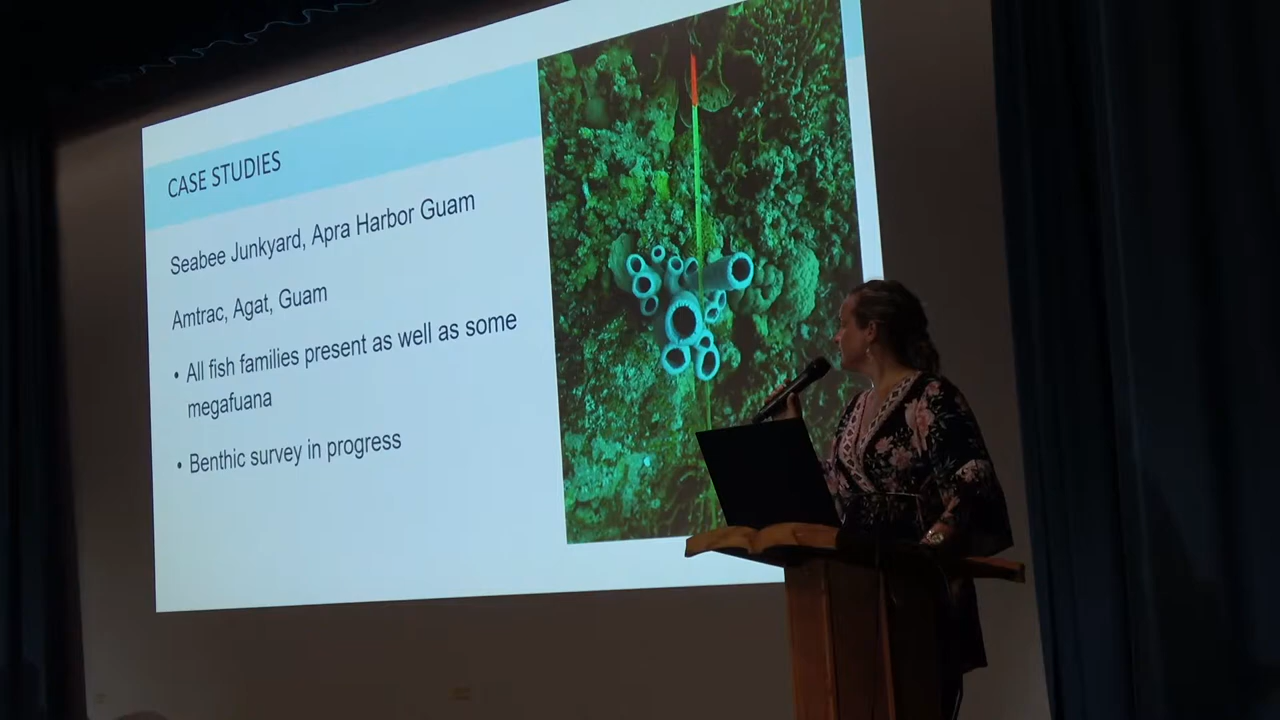 CASE STUDIES
Seabee Junkyard, Apra Harbor Guam
Amtrac, Agat, Guam
• All fish families present as well as some
megafuana
• Benthic survey in progress